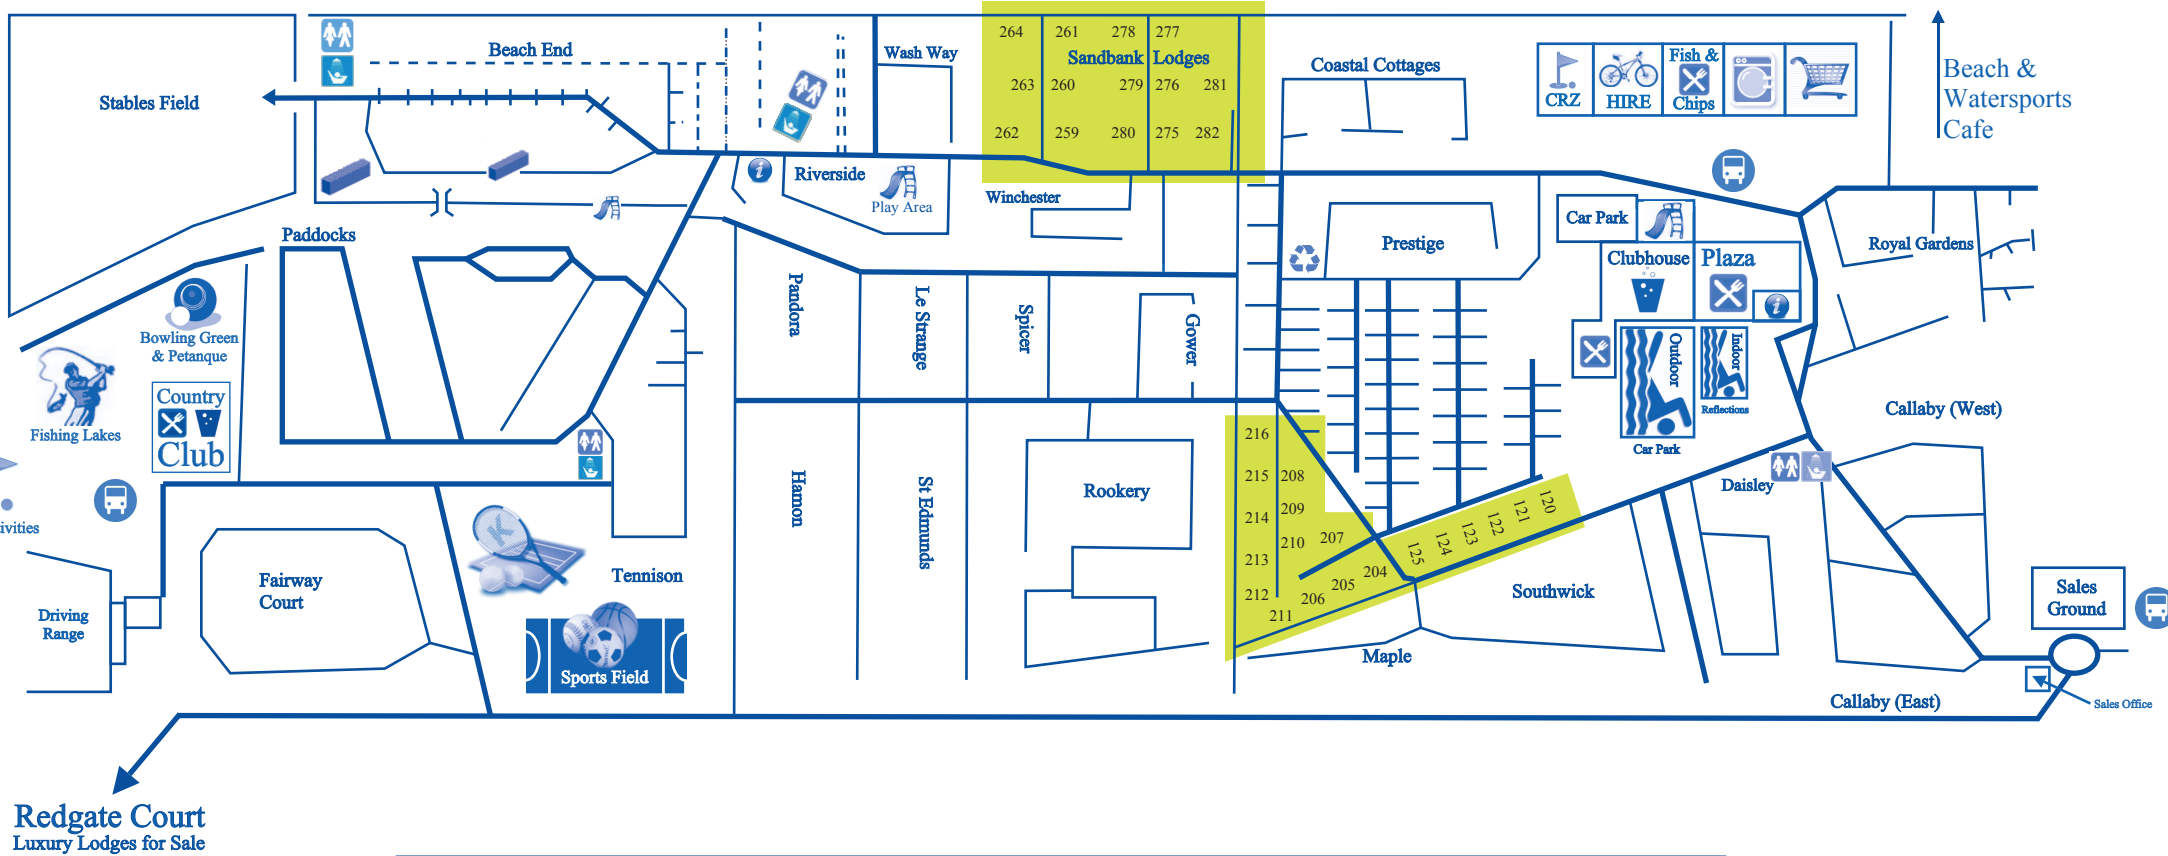 Beach End
Wash Way
264
261
278
277
Sandbank Lodges
263
260
279
276
281
262
259
280
275
282
Coastal Cottages
CRZ
HIRE
Fish &
Chips
Beach &
Watersports
Cafe
Stables Field
Riverside
Play Area
Winchester
Prestige
Car Park
Clubhouse
Plaza
Royal Gardens
Paddocks
Bowling Green
& Petanque
Fishing Lakes
Country
Club
Pandora
Le Strange
Spicer
Gower
Outdoor
Indoor
Reflections
Car Park
Callaby (West)
ivities
Hamon
St Edmunds
Rookery
216
215
208
214
209
213
210
207
212
211
206
205
204
125
124
123
122
121
120
Daisley
Driving
Range
Fairway
Court
K
Tennison
Sports Field
Southwick
Maple
Sales
Ground
Callaby (East)
Sales Office
Redgate Court
Luxury Lodges for Sale